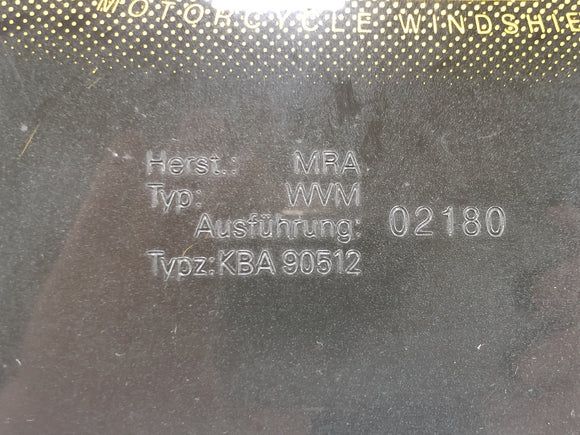 MOTORCYCLE WINDSHIE
Herst.: MRA
Typ: WVM
Ausführung: 02180
Typz: KBA 90512